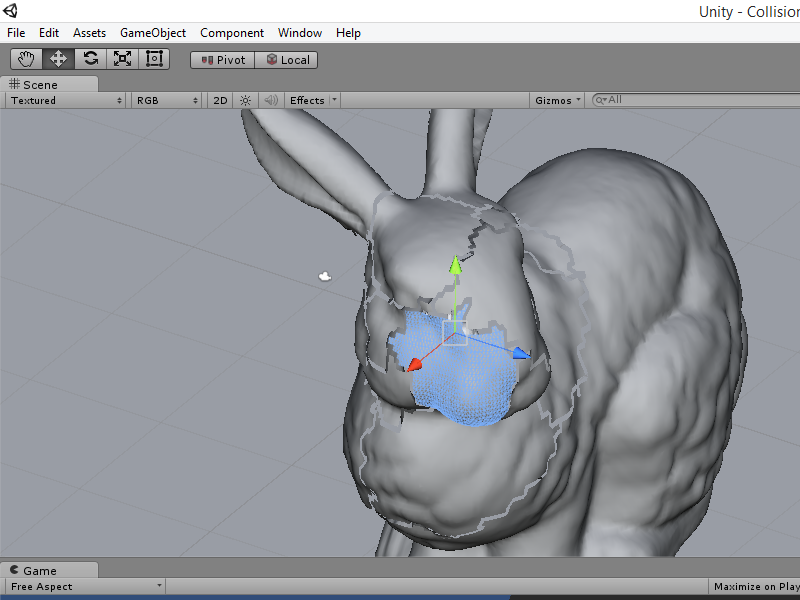 Unity - Collision
File Edit Assets GameObject Component Window Help
Pivot Local
Scene
Textured RGB 2D Effects Gizmos All
Game
Free Aspect Maximize on Play